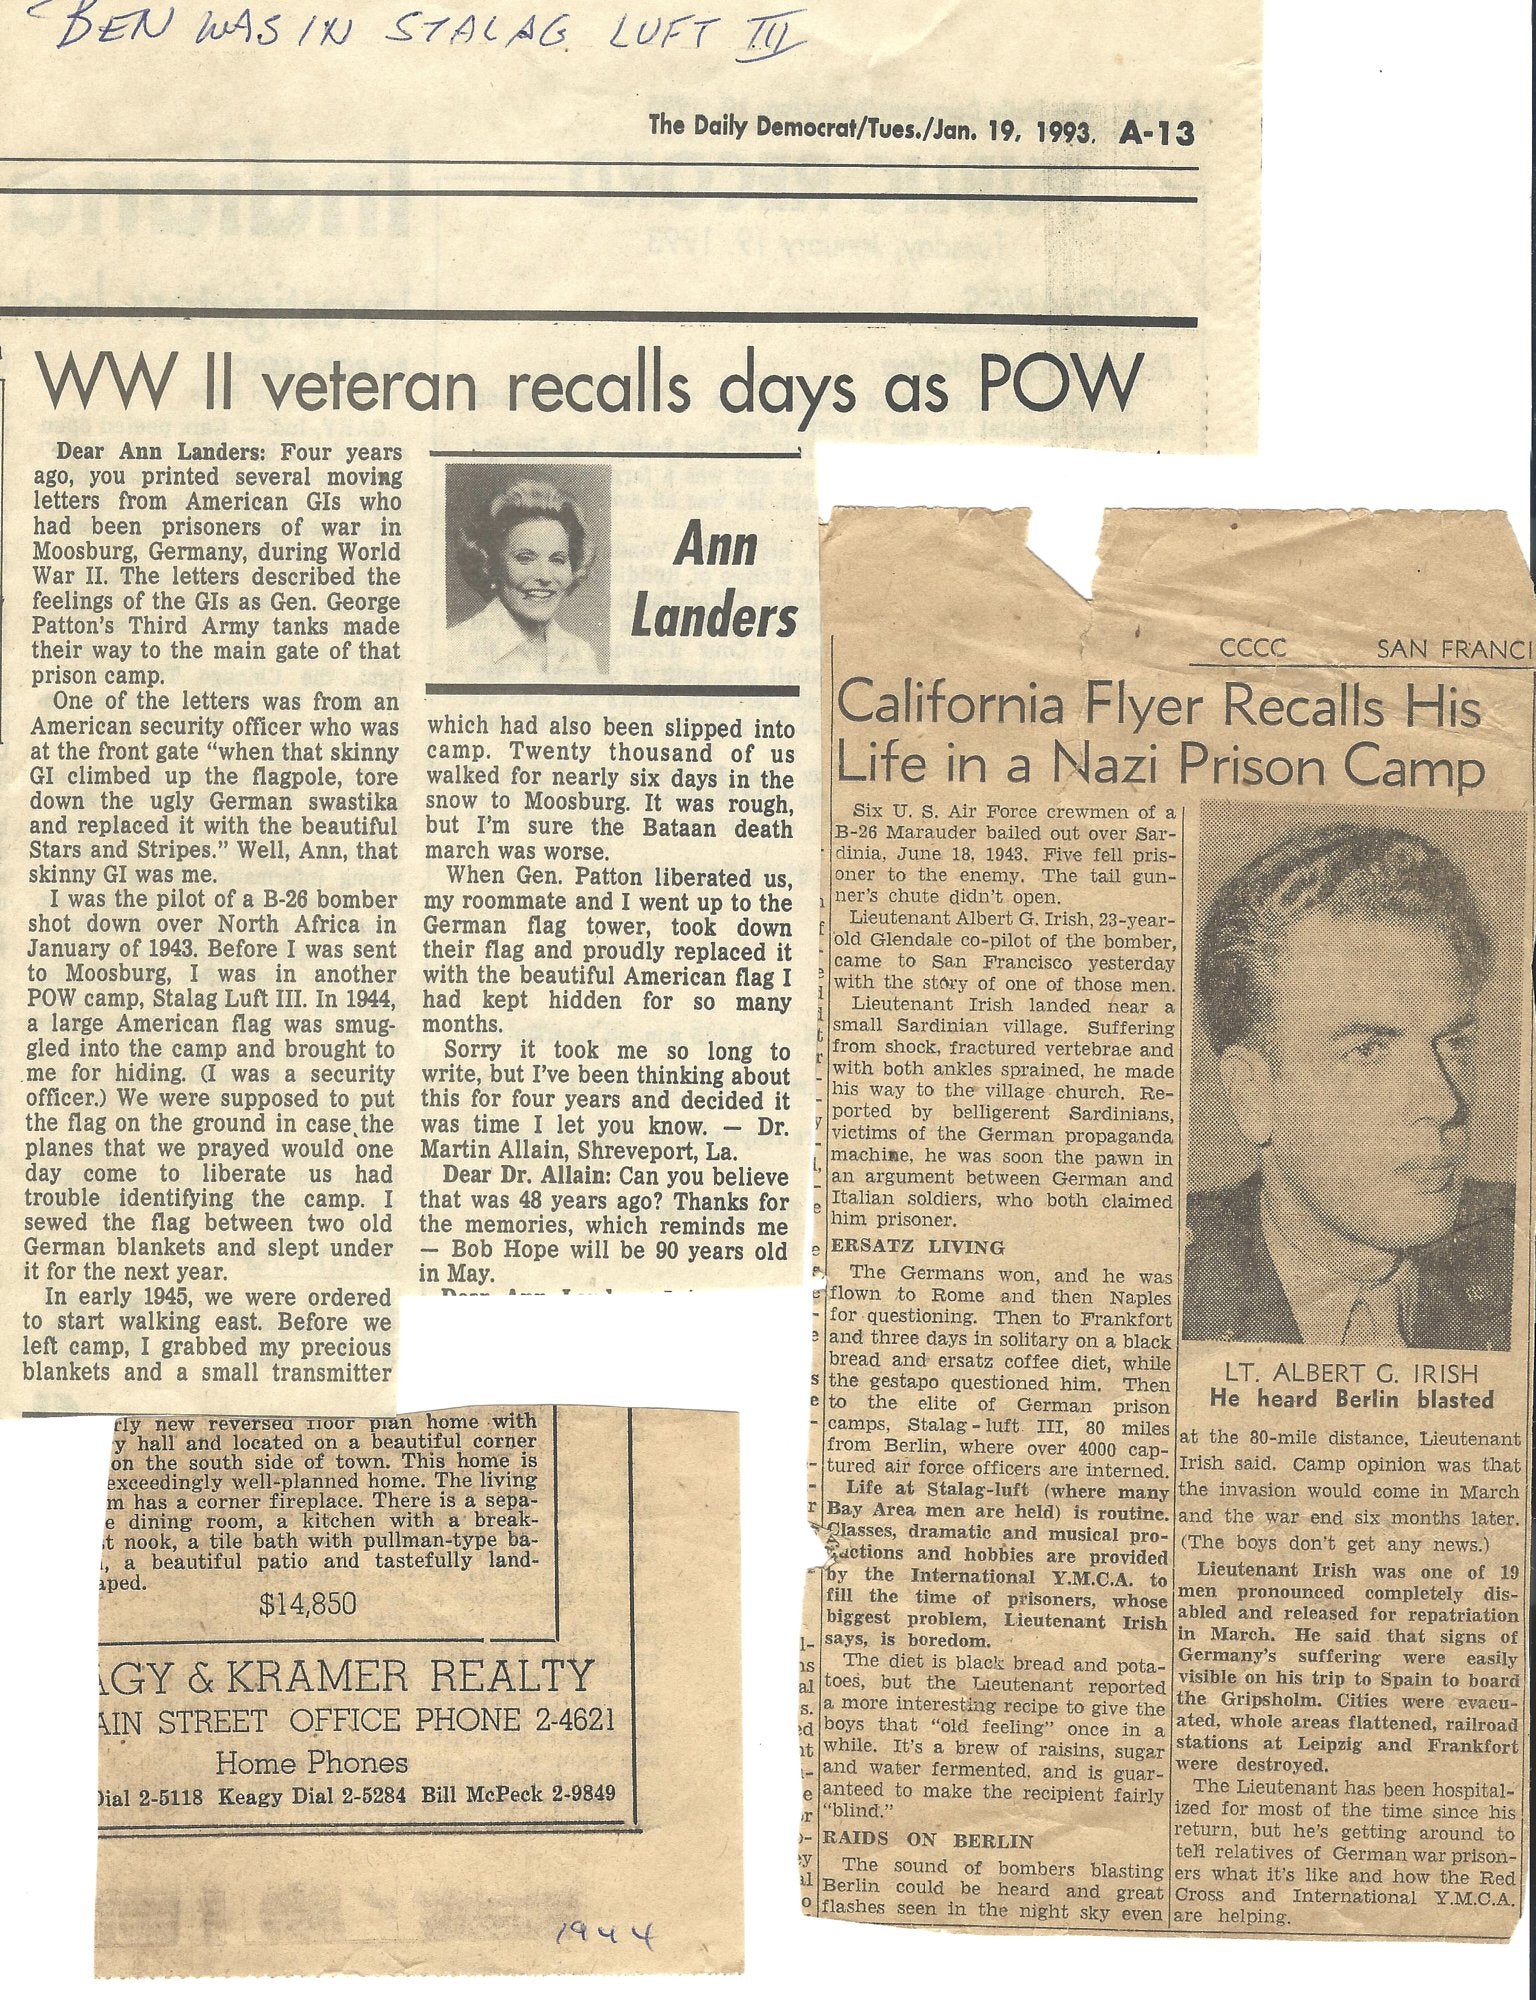 BEN WAS IN STALAG LUFT III
The Daily Democrat/Tues./Jan. 19, 1993. A-13
WW II veteran recalls days as POW
Dear Ann Landers: Four years
ago, you printed several moving
letters from American GIs who
had been prisoners of war in
Moosburg, Germany, during World
War II. The letters described the
feelings of the GIs as Gen. George
Patton's Third Army tanks made
their way to the main gate of that
prison camp.
One of the letters was from an
American security officer who was
at the front gate "when that skinny
GI climbed up the flagpole, tore
down the ugly German swastika
and replaced it with the beautiful
Stars and Stripes." Well, Ann, that
skinny GI was me.
I was the pilot of a B-26 bomber
shot down over North Africa in
January of 1943. Before I was sent
to Moosburg, I was in another
POW camp, Stalag Luft III. In 1944,
a large American flag was smug-
gled into the camp and brought to
me for hiding. (I was a security
officer.) We were supposed to put
the flag on the ground in case the
planes that we prayed would one
day come to liberate us had
trouble identifying the camp. I
sewed the flag between two old
German blankets and slept under
it for the next year.
In early 1945, we were ordered
to start walking east. Before we
left camp, I grabbed my precious
blankets and a small transmitter
Ann
Landers
which had also been slipped into
camp. Twenty thousand of us
walked for nearly six days in the
snow to Moosburg. It was rough,
but I'm sure the Bataan death
march was worse.
When Gen. Patton liberated us,
my roommate and I went up to the
German flag tower, took down
their flag and proudly replaced it
with the beautiful American flag I
had kept hidden for so many
months.
Sorry it took me so long to
write, but I've been thinking about
this for four years and decided it
was time I let you know. — Dr.
Martin Allain, Shreveport, La.
Dear Dr. Allain: Can you believe
that was 48 years ago? Thanks for
the memories, which reminds me
— Bob Hope will be 90 years old
in May.
CCCC SAN FRANCI
California Flyer Recalls His
Life in a Nazi Prison Camp
Six U. S. Air Force crewmen of a
B-26 Marauder bailed out over Sar-
dinia, June 18, 1943. Five fell pris-
oner to the enemy. The tail gun-
ner's chute didn't open.
Lieutenant Albert G. Irish, 23-year-
old Glendale co-pilot of the bomber,
came to San Francisco yesterday
with the story of one of those men.
Lieutenant Irish landed near a
small Sardinian village. Suffering
from shock, fractured vertebrae and
with both ankles sprained, he made
his way to the village church. Re-
ported by belligerent Sardinians,
victims of the German propaganda
machine, he was soon the pawn in
an argument between German and
Italian soldiers, who both claimed
him prisoner.
ERSATZ LIVING
The Germans won, and he was
flown to Rome and then Naples
for questioning. Then to Frankfort
and three days in solitary on a black
bread and ersatz coffee diet, while
the gestapo questioned him. Then
to the elite of German prison
camps, Stalag-luft III, 80 miles
from Berlin, where over 4000 cap-
tured air force officers are interned.
Life at Stalag-luft (where many
Bay Area men are held) is routine.
Classes, dramatic and musical pro-
ductions and hobbies are provided
by the International Y.M.C.A. to
fill the time of prisoners, whose
biggest problem, Lieutenant Irish
says, is boredom.
The diet is black bread and pota-
toes, but the Lieutenant reported
a more interesting recipe to give the
boys that "old feeling" once in a
while. It's a brew of raisins, sugar
and water fermented, and is guar-
anteed to make the recipient fairly
"blind."
RAIDS ON BERLIN
The sound of bombers blasting
Berlin could be heard and great
flashes seen in the night sky even
LT. ALBERT G. IRISH
He heard Berlin blasted
at the 80-mile distance, Lieutenant
Irish said. Camp opinion was that
the invasion would come in March
and the war end six months later.
(The boys don't get any news.)
Lieutenant Irish was one of 19
men pronounced completely dis-
abled and released for repatriation
in March. He said that signs of
Germany's suffering were easily
visible on his trip to Spain to board
the Gripsholm. Cities were evacu-
ated, whole areas flattened, railroad
stations at Leipzig and Frankfort
were destroyed.
The Lieutenant has been hospital-
ized for most of the time since his
return, but he's getting around to
tell relatives of German war prison-
ers what it's like and how the Red
Cross and International Y.M.C.A.
are helping.
rly new reversed floor plan home with
y hall and located on a beautiful corner
on the south side of town. This home is
exceedingly well-planned home. The living
m has a corner fireplace. There is a sepa-
e dining room, a kitchen with a break-
t nook, a tile bath with pullman-type ba-
, a beautiful patio and tastefully land-
aped.
$14,850
AGY & KRAMER REALTY
AIN STREET OFFICE PHONE 2-4621
Home Phones
Dial 2-5118 Keagy Dial 2-5284 Bill McPeck 2-9849
1944